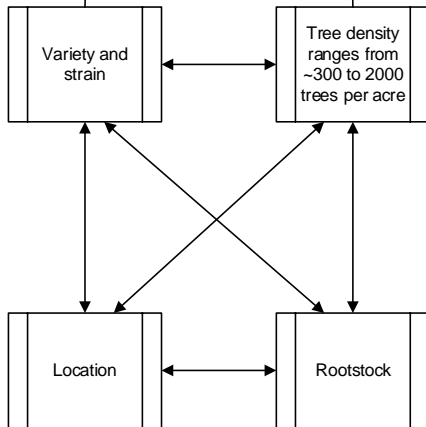 Variety and
strain
Tree density
ranges from
~300 to 2000
trees per acre
Location
Rootstock